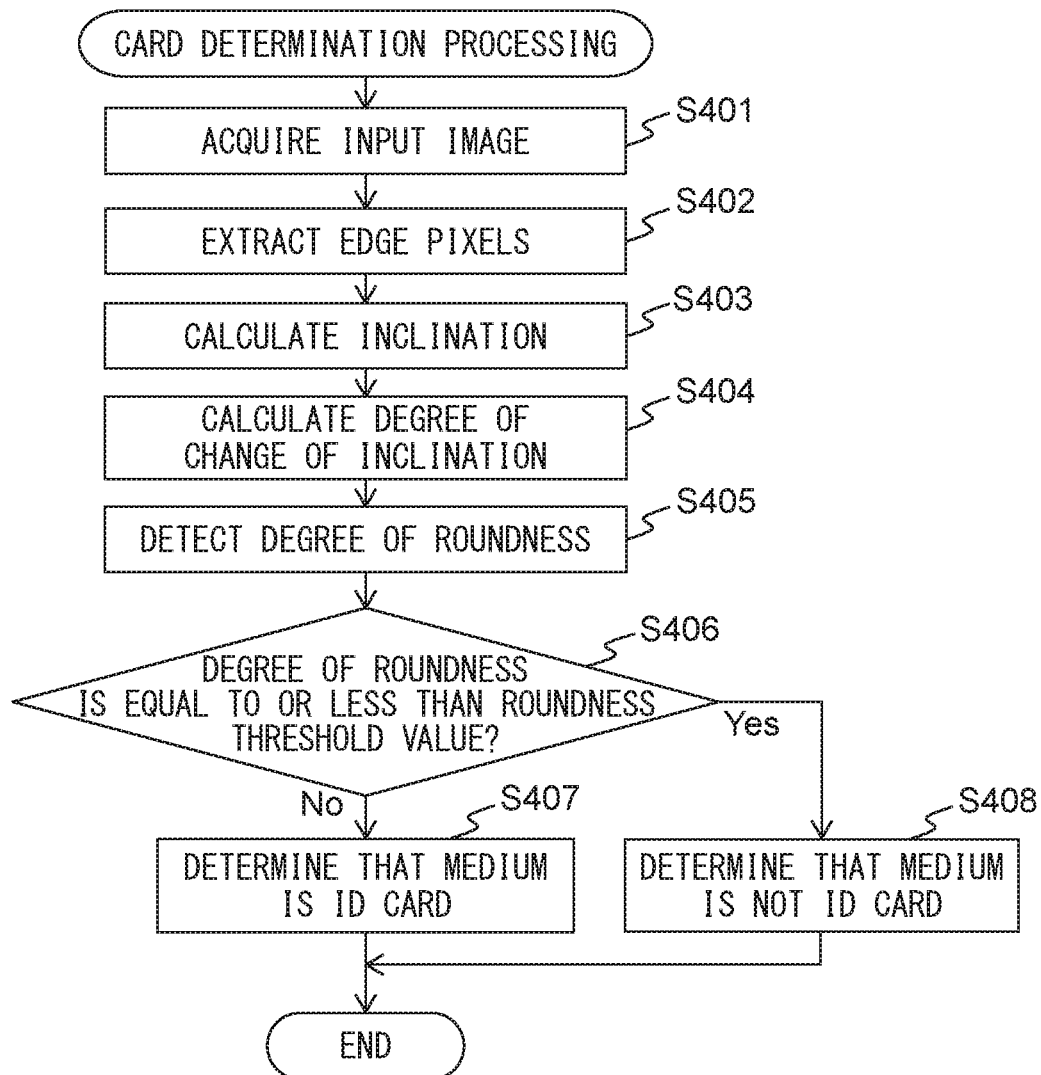 CARD DETERMINATION PROCESSING
S401
ACQUIRE INPUT IMAGE
S402
EXTRACT EDGE PIXELS
S403
CALCULATE INCLINATION
S404
CALCULATE DEGREE OF
CHANGE OF INCLINATION
S405
DETECT DEGREE OF ROUNDNESS
S406
DEGREE OF ROUNDNESS
IS EQUAL TO OR LESS THAN ROUNDNESS
THRESHOLD VALUE?
Yes
No
S407
DETERMINE THAT MEDIUM
IS ID CARD
S408
DETERMINE THAT MEDIUM
IS NOT ID CARD
END